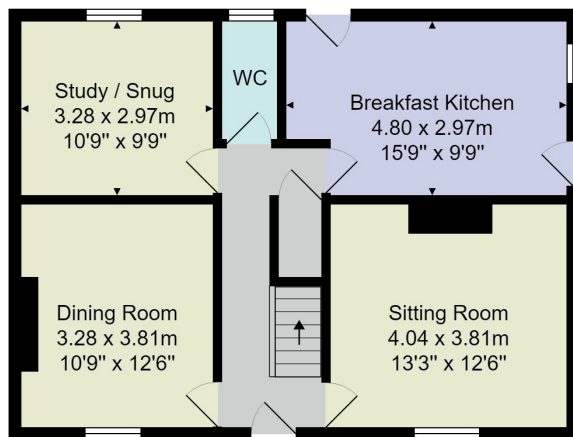 Study / Snug
3.28 x 2.97m
10'9" x 9'9"
WC
Breakfast Kitchen
4.80 x 2.97m
15'9" x 9'9"
Dining Room
3.28 x 3.81m
10'9" x 12'6"
Sitting Room
4.04 x 3.81m
13'3" x 12'6"